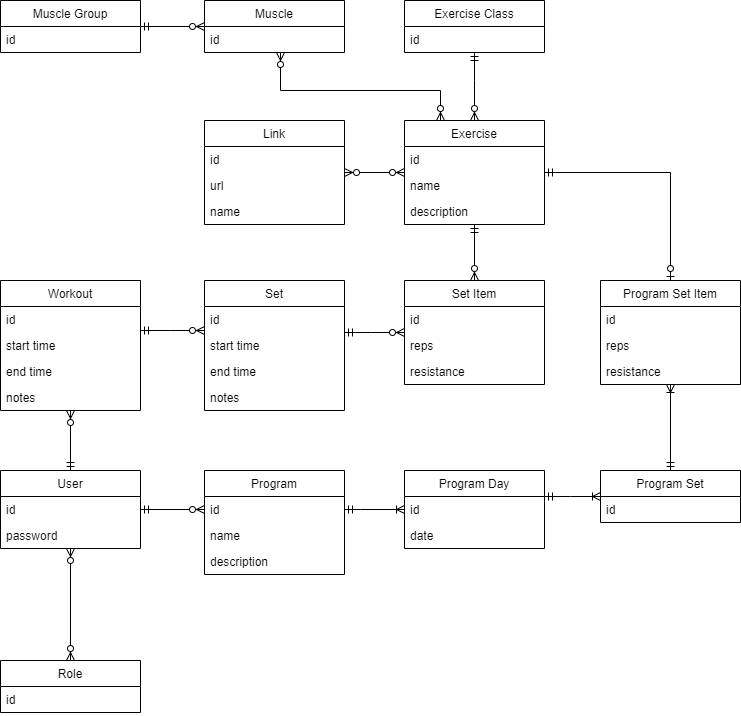 Muscle Group
id
Muscle
id
Exercise Class
id
Link
id
url
name
Exercise
id
name
description
Workout
id
start time
end time
notes
Set
id
start time
end time
notes
Set Item
id
reps
resistance
Program Set Item
id
reps
resistance
User
id
password
Program
id
name
description
Program Day
id
date
Program Set
id
Role
id